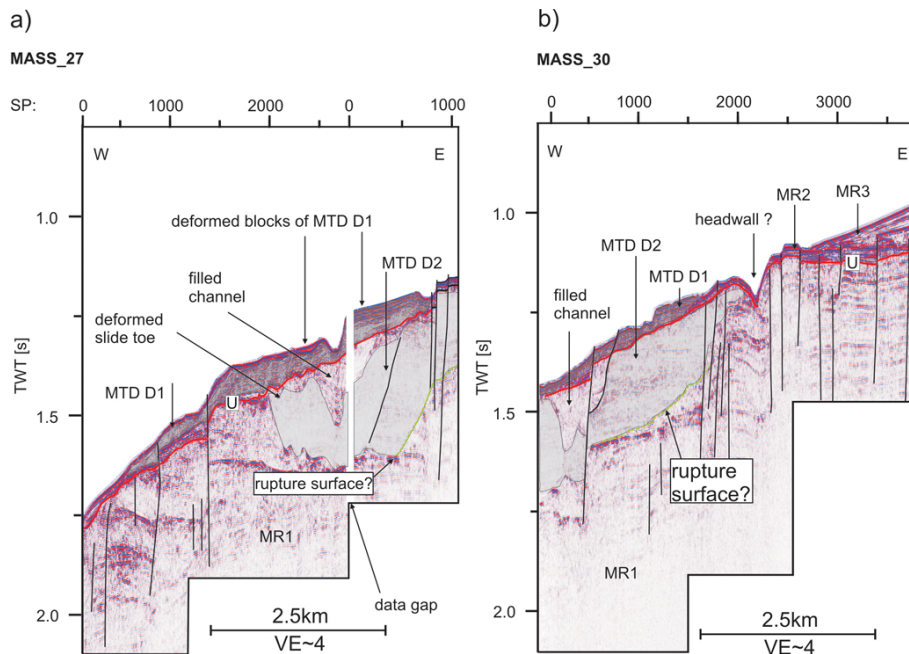 a)
MASS_27
SP:
0 1000 2000 0 1000
W
E
1.0
deformed blocks of MTD D1
MTD D2
filled
channel
deformed
slide toe
TWT [s]
MTD D1
1.5
U
rupture surface?
MR1
data gap
2.0
2.5km
VE~4
b)
MASS_30
0 1000 2000 3000
W
E
MR2
MR3
1.0
headwall ?
MTD D2
MTD D1
U
filled
channel
TWT [s]
1.5
rupture
surface?
MR1
2.0
2.5km
VE~4